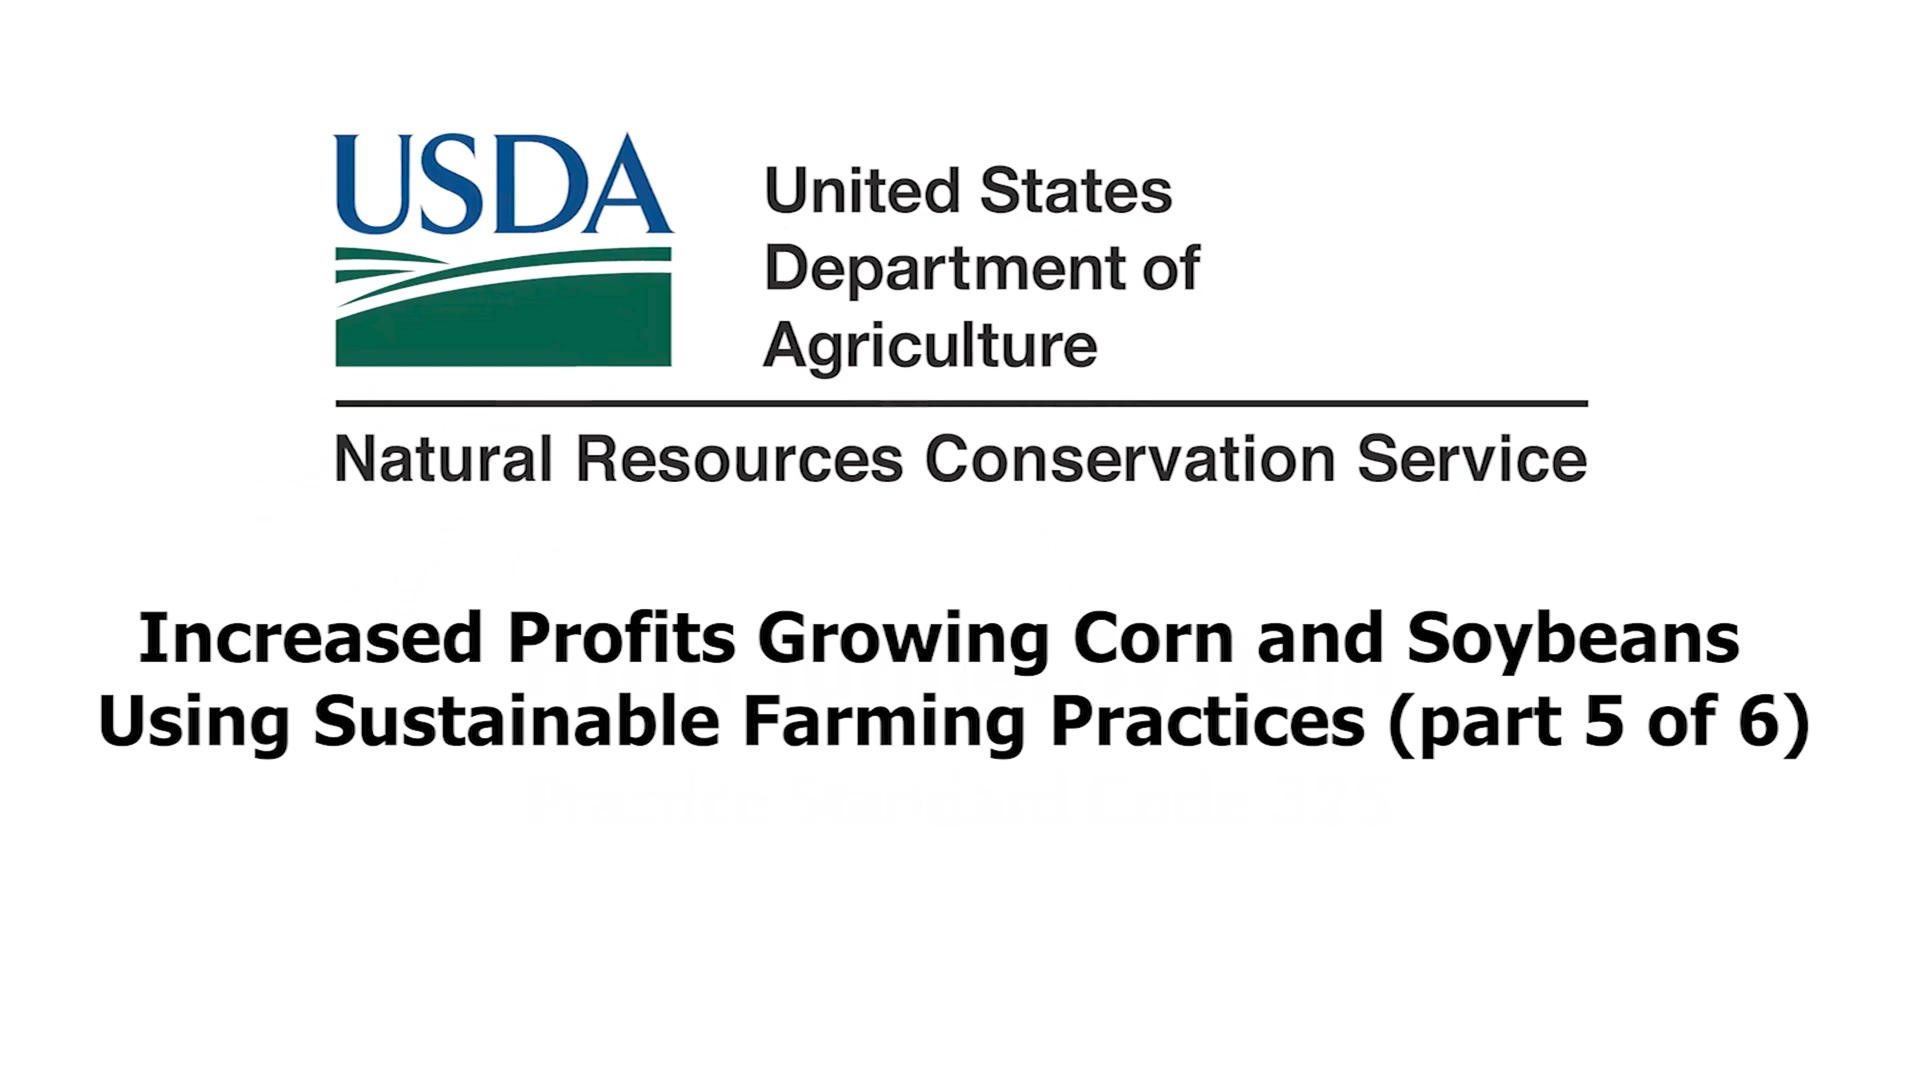 USDA
United States
Department of
Agriculture
Natural Resources Conservation Service
Increased Profits Growing Corn and Soybeans
Using Sustainable Farming Practices (part 5 of 6)